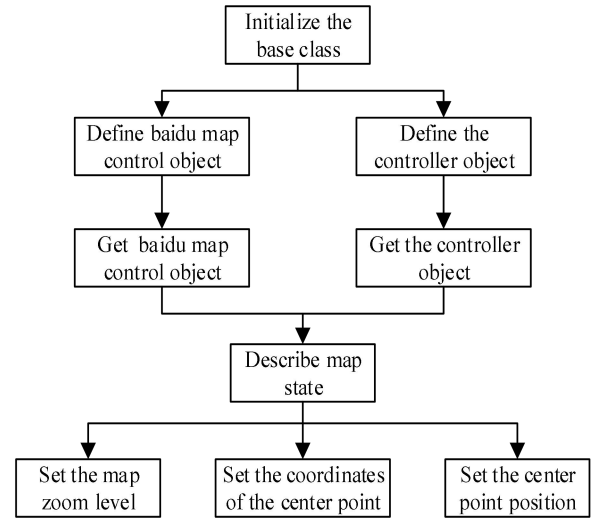 Initialize the
base class
Define baidu map
control object
Define the
controller object
Get baidu map
control object
Get the controller
object
Describe map
state
Set the map
zoom level
Set the coordinates
of the center point
Set the center
point position